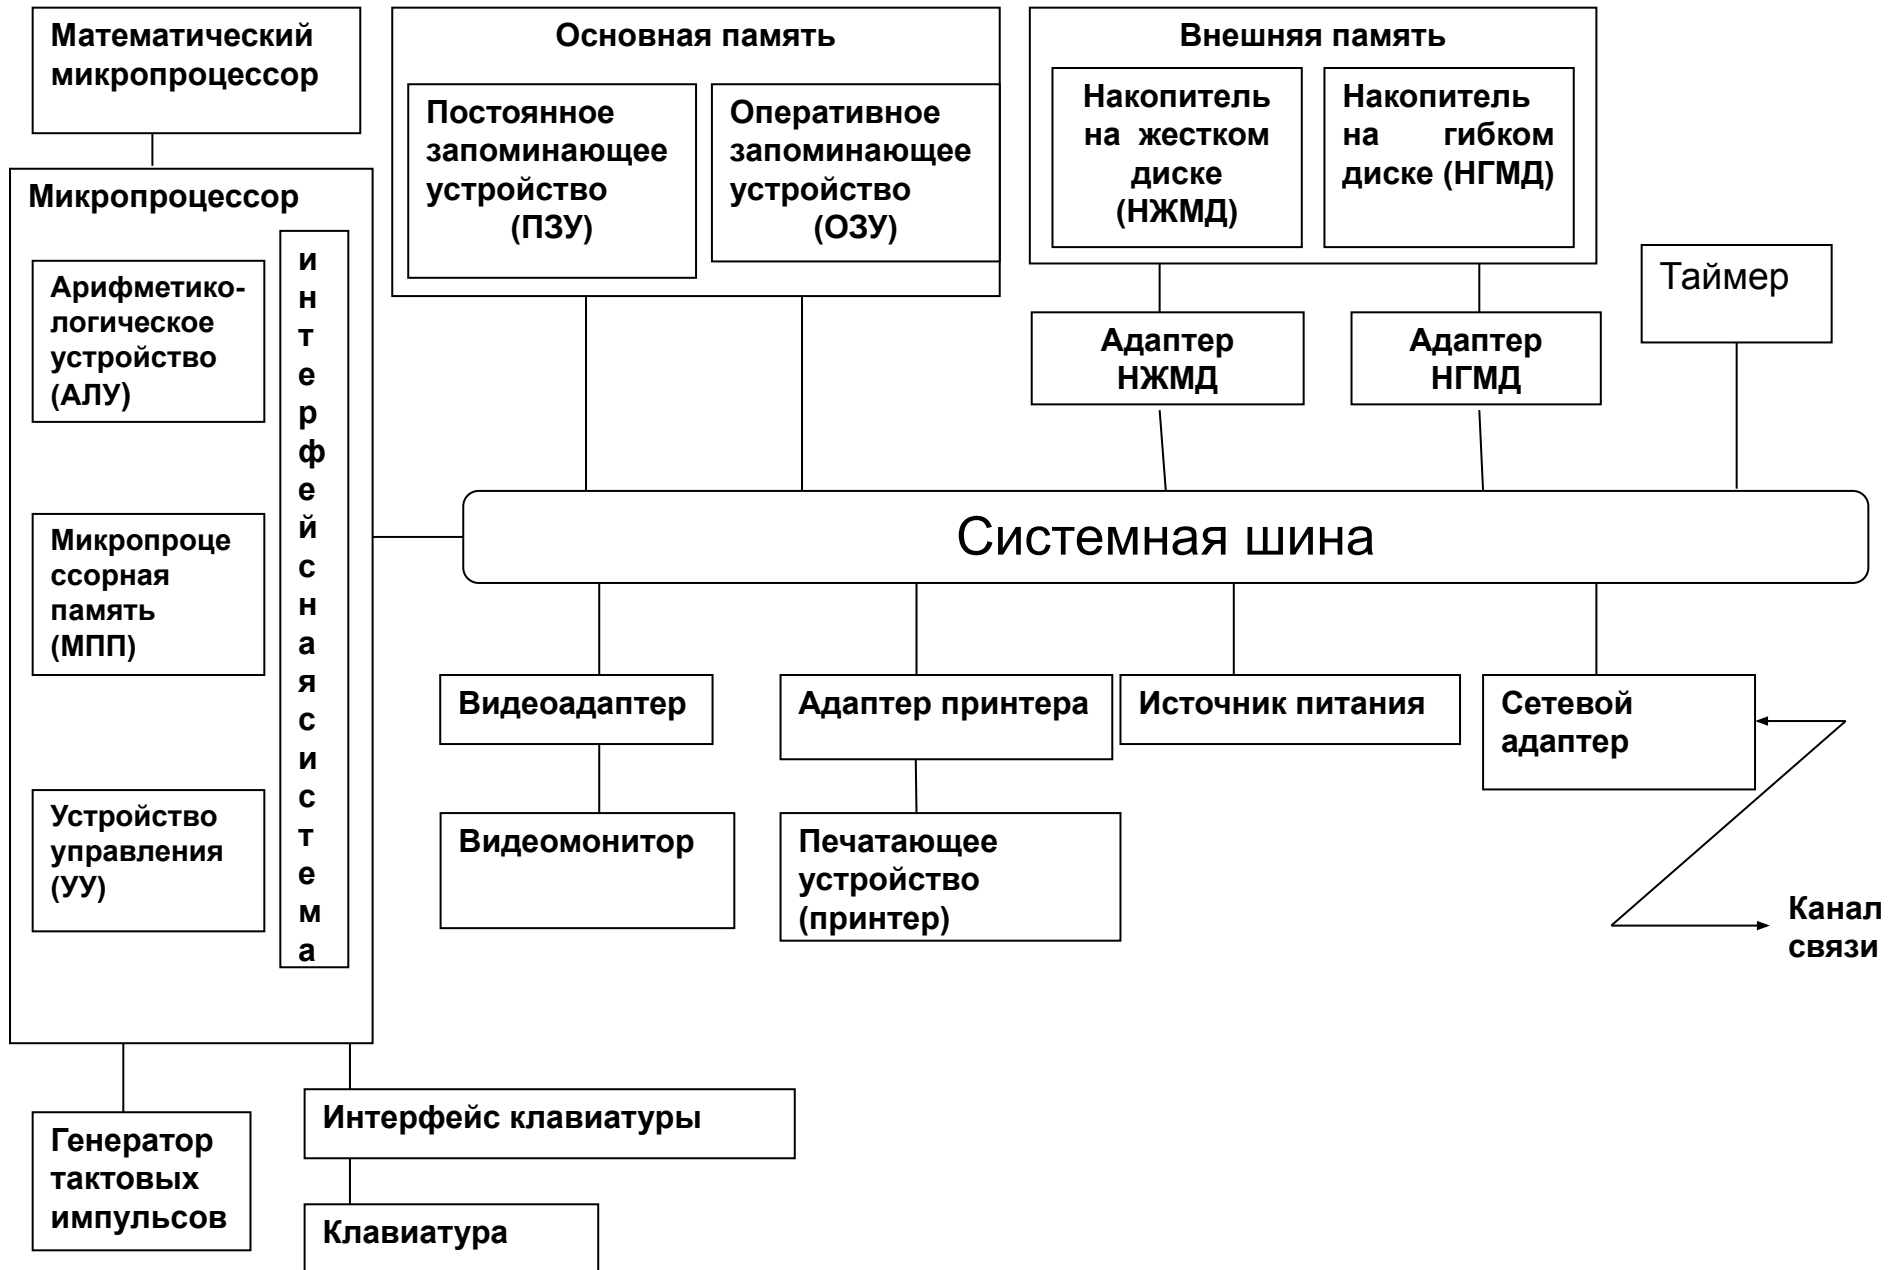 Математический
микропроцессор
Основная память
Постоянное
запоминающее
устройство
(ПЗУ)
Оперативное
запоминающее
устройство
(ОЗУ)
Внешняя память
Накопитель
на жестком
диске
(НЖМД)
Накопитель
на гибком
диске (НГМД)
Таймер
Адаптер
НЖМД
Адаптер
НГМД
Микропроцессор
Арифметико-
логическое
устройство
(АЛУ)
Микропроце
ссорная
память
(МПП)
Устройство
управления
(УУ)
и
н
т
е
р
ф
е
й
с
н
а
я
с
и
с
т
е
м
а
Системная шина
Видеоадаптер
Адаптер принтера
Источник питания
Сетевой
адаптер
Видеомонитор
Печатающее
устройство
(принтер)
Канал
связи
Генератор
тактовых
импульсов
Интерфейс клавиатуры
Клавиатура